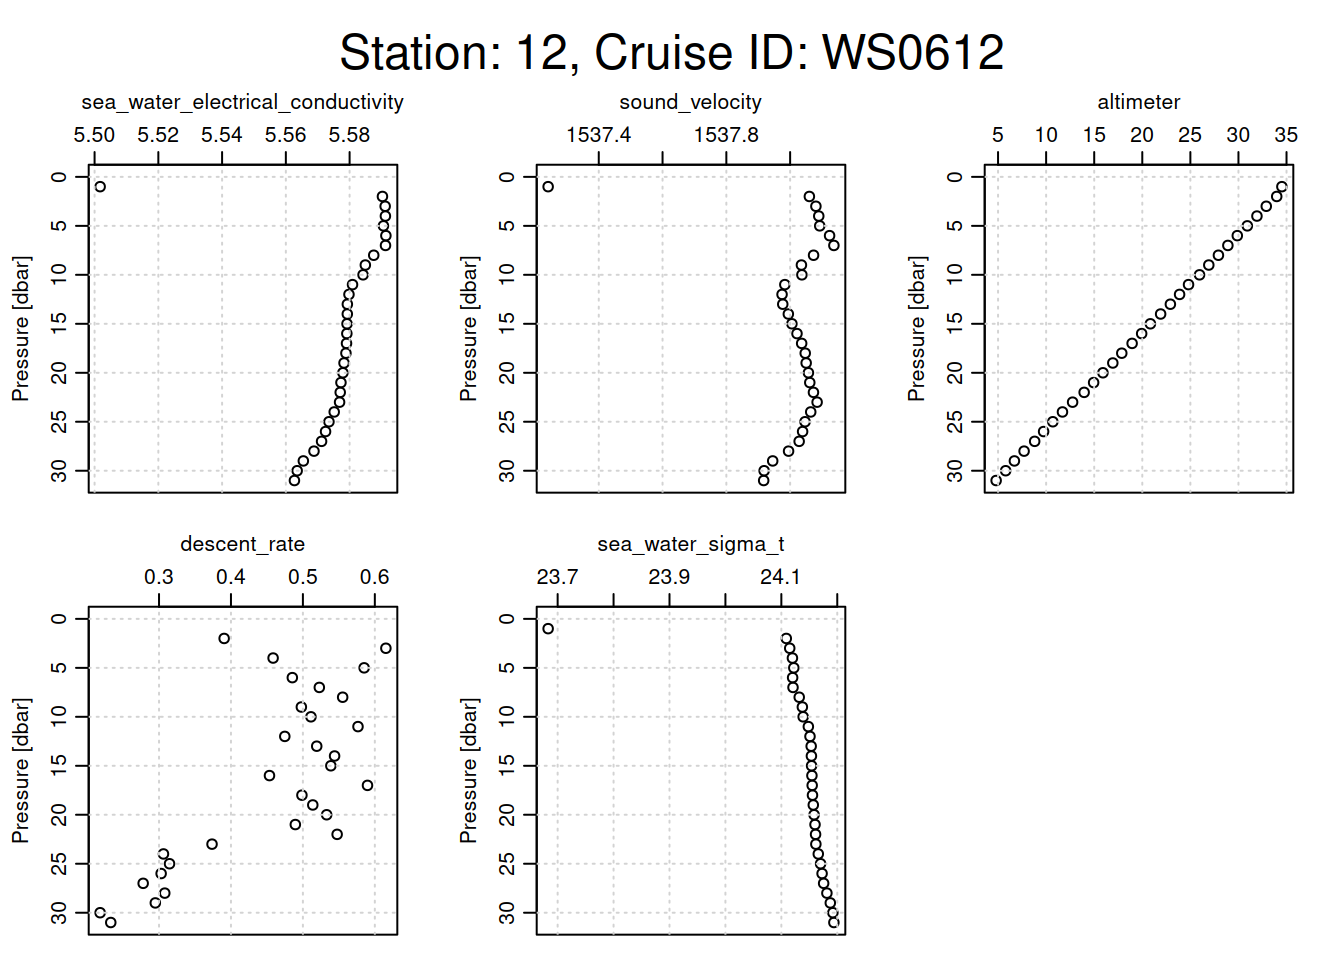 Station: 12, Cruise ID: WS0612
sea_water_electrical_conductivity
5.50 5.52 5.54 5.56 5.58
Pressure [dbar]
0 5 10 15 20 25 30
sound_velocity
1537.4 1537.8
Pressure [dbar]
0 5 10 15 20 25 30
altimeter
5 10 15 20 25 30 35
Pressure [dbar]
0 5 10 15 20 25 30
descent_rate
0.3 0.4 0.5 0.6
Pressure [dbar]
0 5 10 15 20 25 30
sea_water_sigma_t
23.7 23.9 24.1
Pressure [dbar]
0 5 10 15 20 25 30